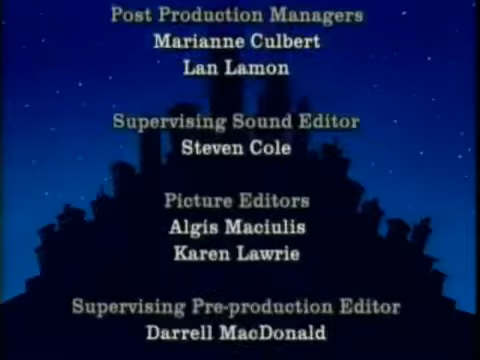 Post Production Managers
Marianne Culbert
Lan Lamon
Supervising Sound Editor
Steven Cole
Picture Editors
Algis Maciulis
Karen Lawrie
Supervising Pre-production Editor
Darrell MacDonald